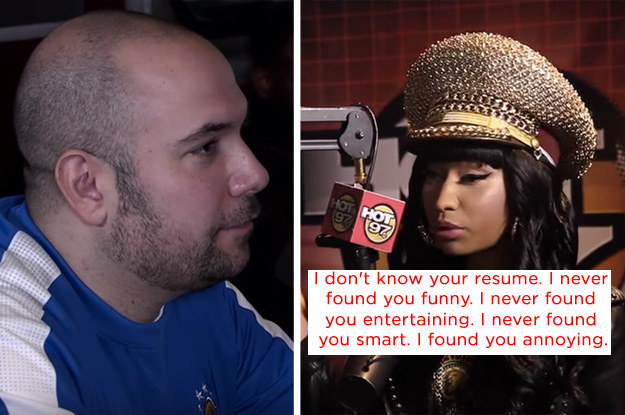 HOT
97
HOT
97
I don't know your resume. I never
found you funny. I never found
you entertaining. I never found
you smart. I found you annoying.